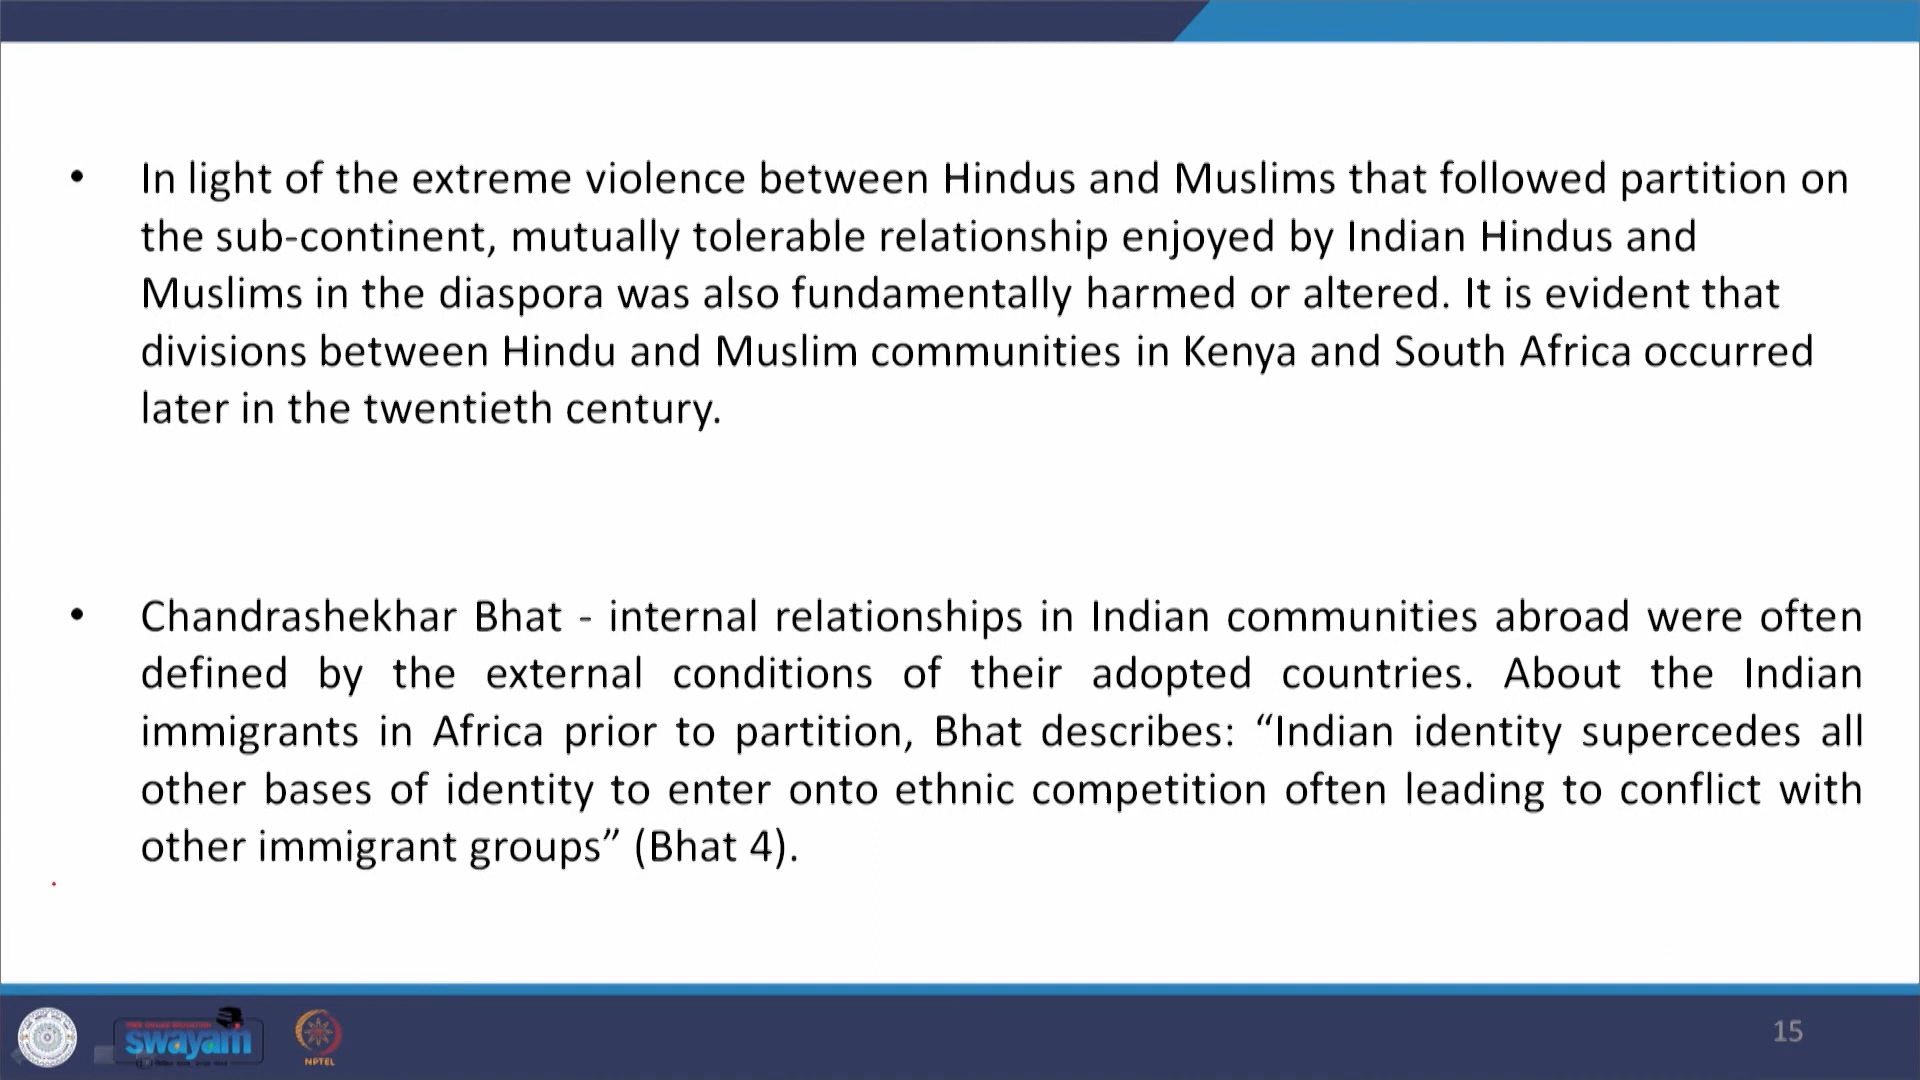 • In light of the extreme violence between Hindus and Muslims that followed partition on
the sub-continent, mutually tolerable relationship enjoyed by Indian Hindus and
Muslims in the diaspora was also fundamentally harmed or altered. It is evident that
divisions between Hindu and Muslim communities in Kenya and South Africa occurred
later in the twentieth century.
• Chandrashekhar Bhat - internal relationships in Indian communities abroad were often
defined by the external conditions of their adopted countries. About the Indian
immigrants in Africa prior to partition, Bhat describes: “Indian identity supercedes all
other bases of identity to enter onto ethnic competition often leading to conflict with
other immigrant groups” (Bhat 4).
swayam
NPTEL
15